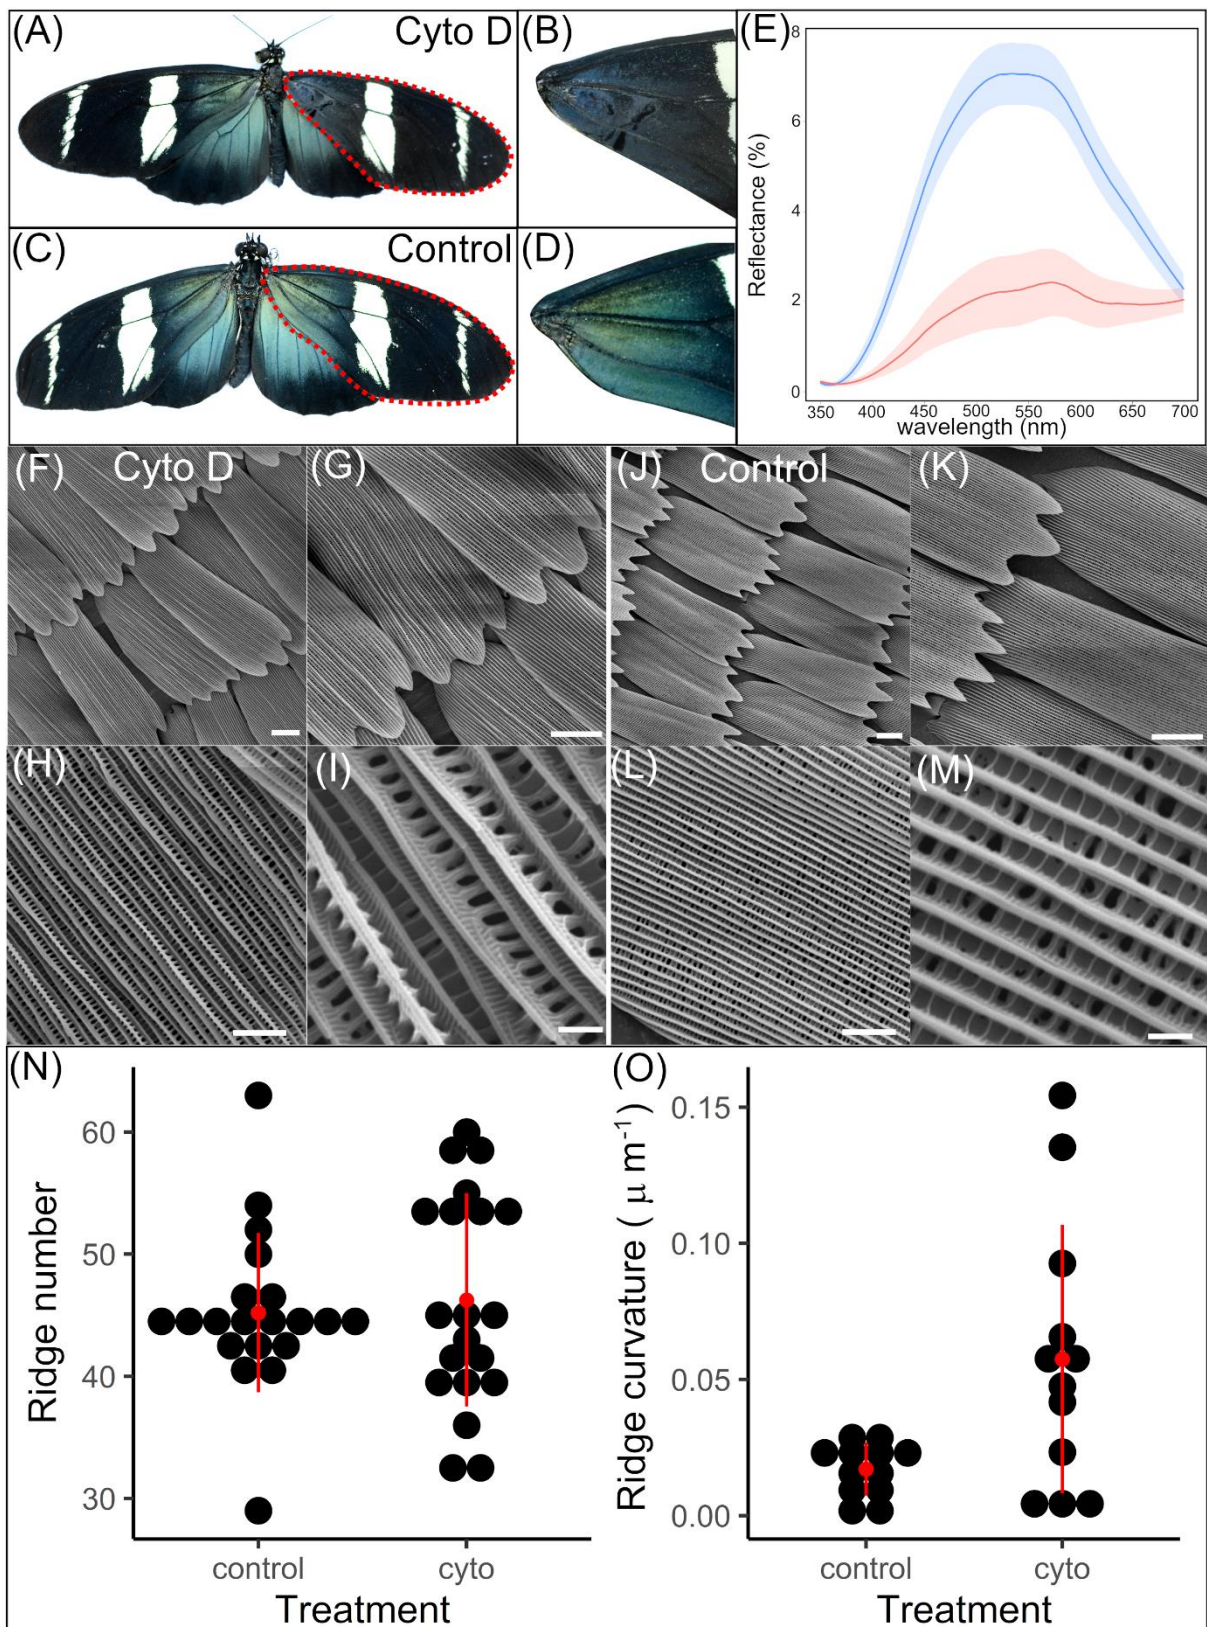 (A) Cyto D
(B)
(C) Control
(D)
(E)
8
6
4
2
0
Reflectance (%)
350 400 450 500 550 600 650 700
wavelength (nm)
(F) Cyto D
(G)
(J) Control
(K)
(H)
(I)
(L)
(M)
(N)
60
50
40
30
Ridge number
control cyto
Treatment
(O)
0.15
0.10
0.05
0.00
Ridge curvature ( μ m⁻¹)
control cyto
Treatment